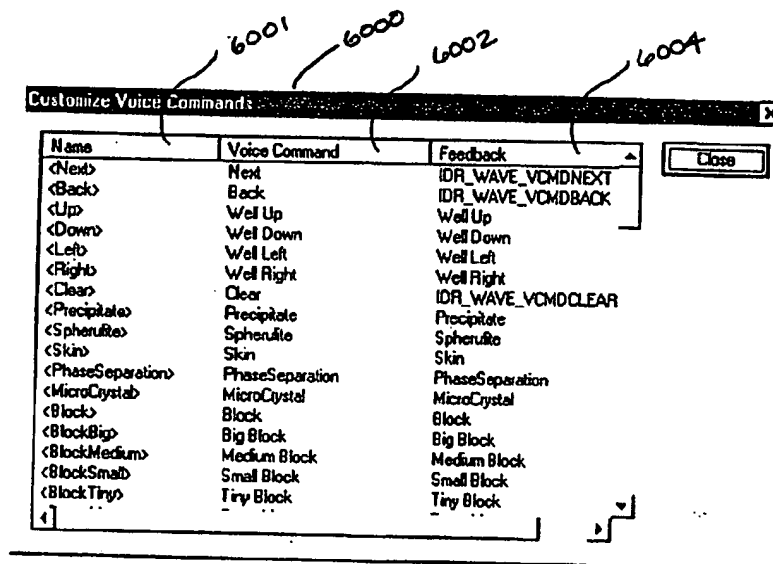 6001 6000 6002 6004
Customize Voice Commands
Name Voice Command Feedback Close
<Next> Next IDR_WAVE_VCMDNEXT
<Back> Back IDR_WAVE_VCMDBACK
<Up> Well Up Well Up
<Down> Well Down Well Down
<Left> Well Left Well Left
<Right> Well Right Well Right
<Clear> Clear IDR_WAVE_VCMDCLEAR
<Precipitate> Precipitate Precipitate
<Spherulite> Spherulite Spherulite
<Skin> Skin Skin
<PhaseSeparation> PhaseSeparation PhaseSeparation
<MicroCrystal> MicroCrystal MicroCrystal
<Block> Block Block
<BlockBig> Big Block Big Block
<BlockMedium> Medium Block Medium Block
<BlockSmall> Small Block Small Block
<BlockTiny> Tiny Block Tiny Block